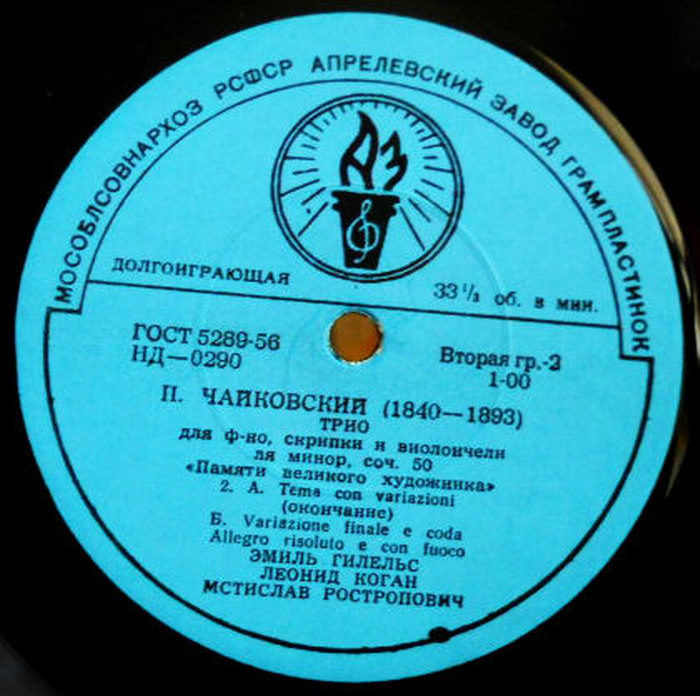 МОСОБЛСОВНАРХОЗ РСФСР АПРЕЛЕВСКИЙ ЗАВОД ГРАМПЛАСТИНОК
АЗ
ДОЛГОИГРАЮЩАЯ
33 1/3 об. в мин.
ГОСТ 5289-56
НД—0290
Вторая гр.-2
1-00
П. ЧАЙКОВСКИЙ (1840—1893)
ТРИО
для ф-но, скрипки и виолончели
ля минор, соч. 50
«Памяти великого художника»
2. А. Tema con variazioni
(окончание)
Б. Variazione finale e coda
Allegro risoluto e con fuoco
ЭМИЛЬ ГИЛЕЛЬС
ЛЕОНИД КОГАН
МСТИСЛАВ РОСТРОПОВИЧ